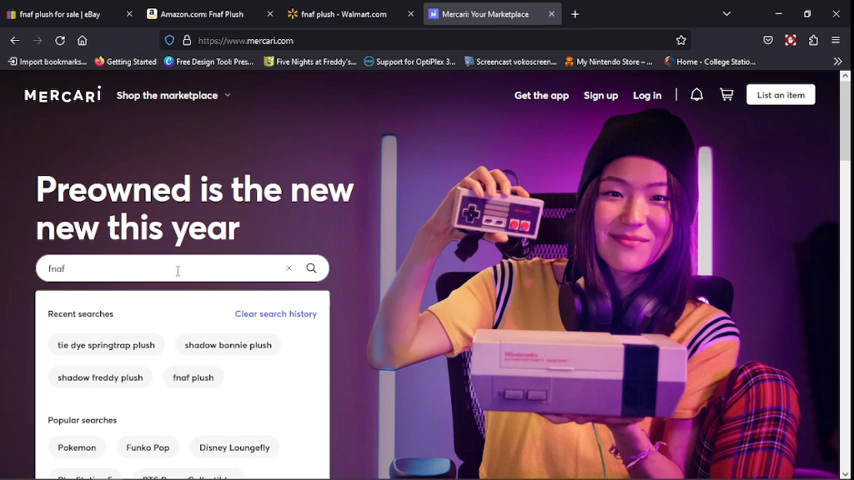 fnaf plush for sale | eBay
Amazon.com: Fnaf Plush
fnaf plush - Walmart.com
Mercari: Your Marketplace
https://www.mercari.com
Import bookmarks...
Getting Started
Free Design Tool: Pres...
Five Nights at Freddy's...
Support for OptiPlex 3...
Screencast vokoscreen...
My Nintendo Store – ...
Home - College Statio...
MERCARI
Shop the marketplace
Get the app
Sign up
Log in
List an item
Preowned is the new
new this year
fnaf
Recent searches
Clear search history
tie dye springtrap plush
shadow bonnie plush
shadow freddy plush
fnaf plush
Popular searches
Pokemon
Funko Pop
Disney Loungefly